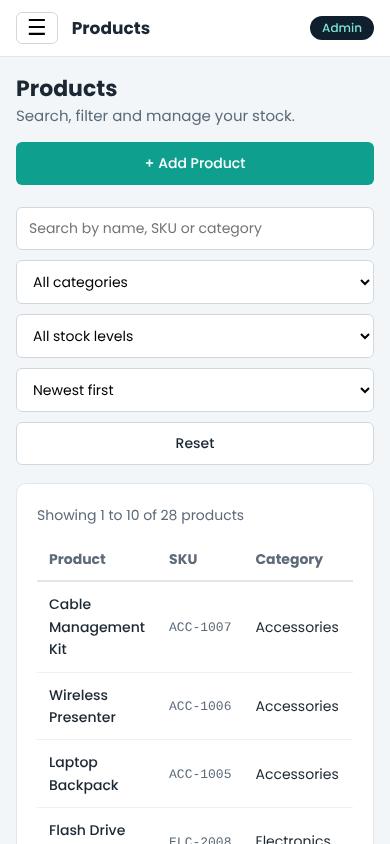 ☰ Products Admin
Products
Search, filter and manage your stock.
+ Add Product
Search by name, SKU or category
All categories
All stock levels
Newest first
Reset
Showing 1 to 10 of 28 products
Product SKU Category
Cable
Management
Kit
ACC-1007 Accessories
Wireless
Presenter
ACC-1006 Accessories
Laptop
Backpack
ACC-1005 Accessories
Flash Drive
ELC-2008 Electronics